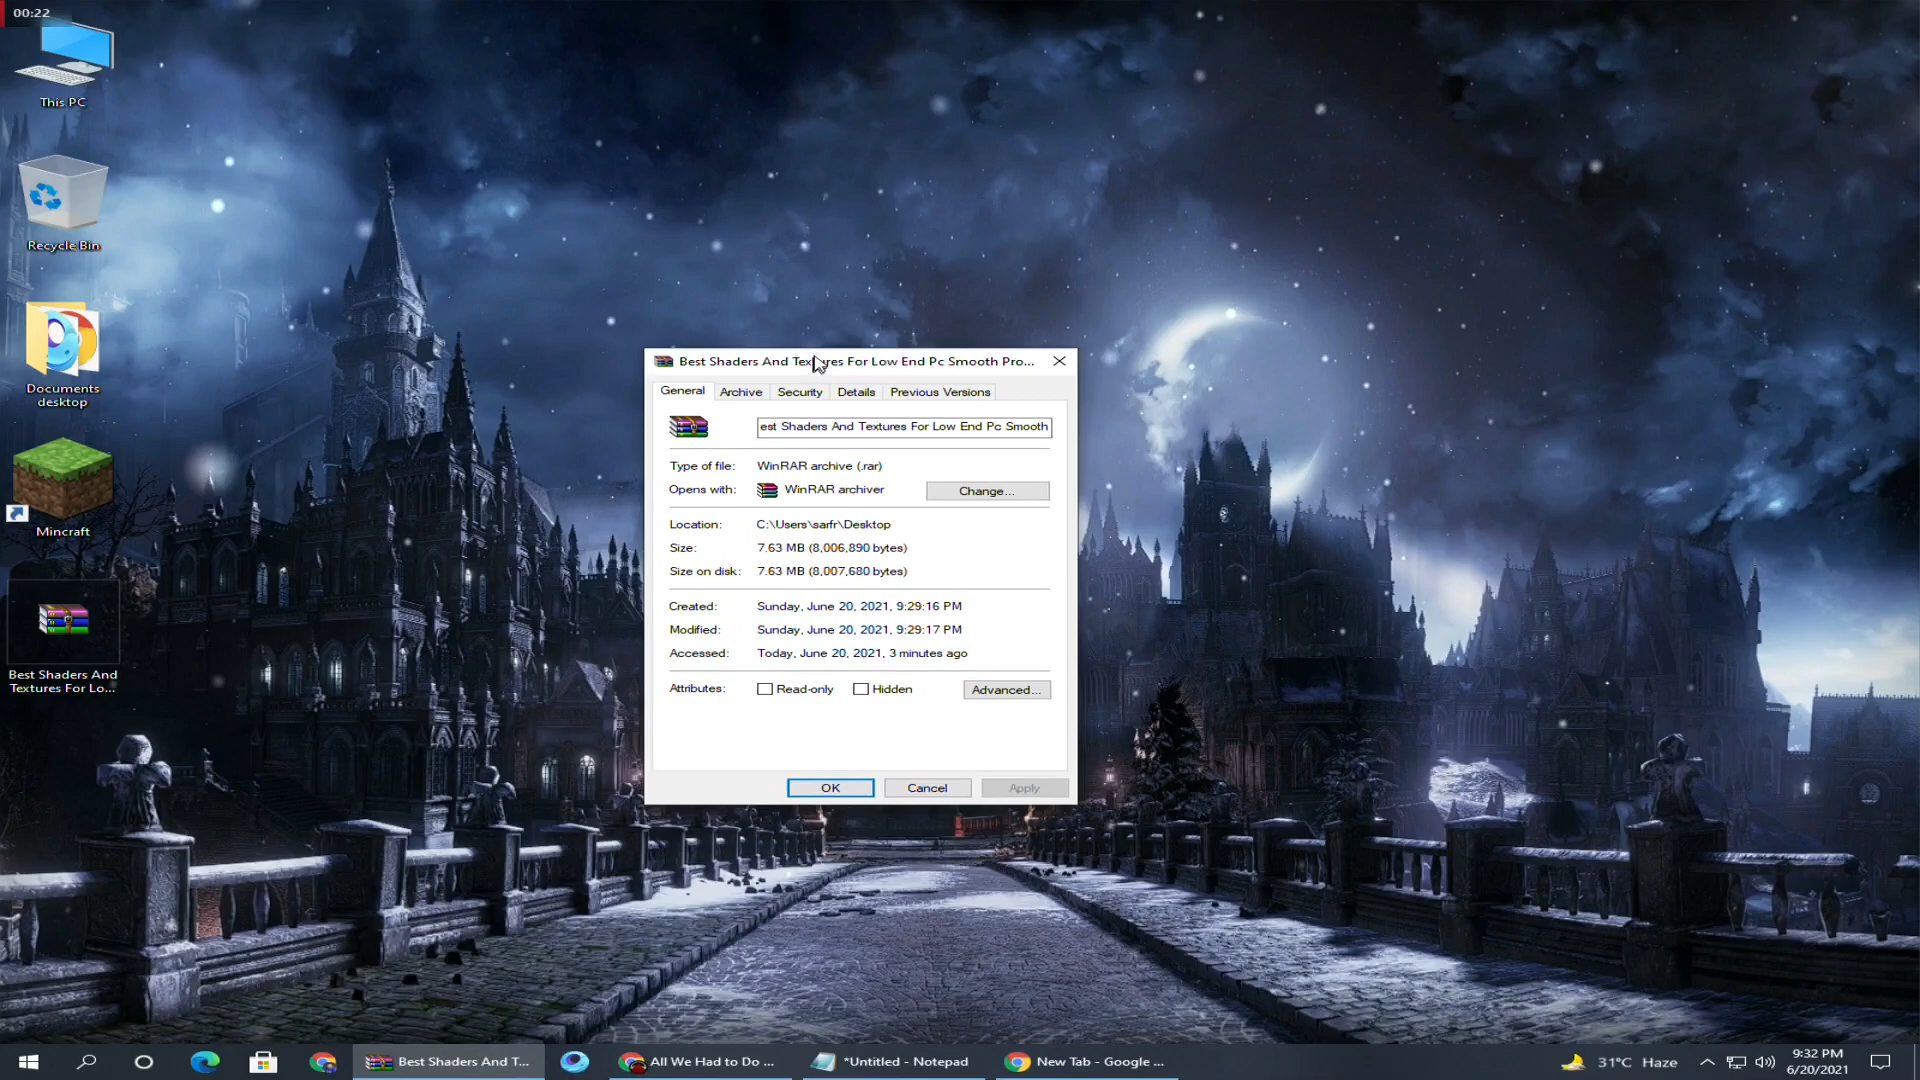 00:22
This PC
Recycle Bin
Documents
desktop
Mincraft
Best Shaders And
Textures For Lo...
Best Shaders And Textures For Low End Pc Smooth Pro...
General
Archive
Security
Details
Previous Versions
est Shaders And Textures For Low End Pc Smooth
Type of file: WinRAR archive (.rar)
Opens with: WinRAR archiver
Change...
Location: C:\Users\sarfr\Desktop
Size: 7.63 MB (8,006,890 bytes)
Size on disk: 7.63 MB (8,007,680 bytes)
Created: Sunday, June 20, 2021, 9:29:16 PM
Modified: Sunday, June 20, 2021, 9:29:17 PM
Accessed: Today, June 20, 2021, 3 minutes ago
Attributes: Read-only Hidden
Advanced...
OK
Cancel
Apply
Best Shaders And T...
All We Had to Do ...
*Untitled - Notepad
New Tab - Google ...
31°C Haze
9:32 PM
6/20/2021